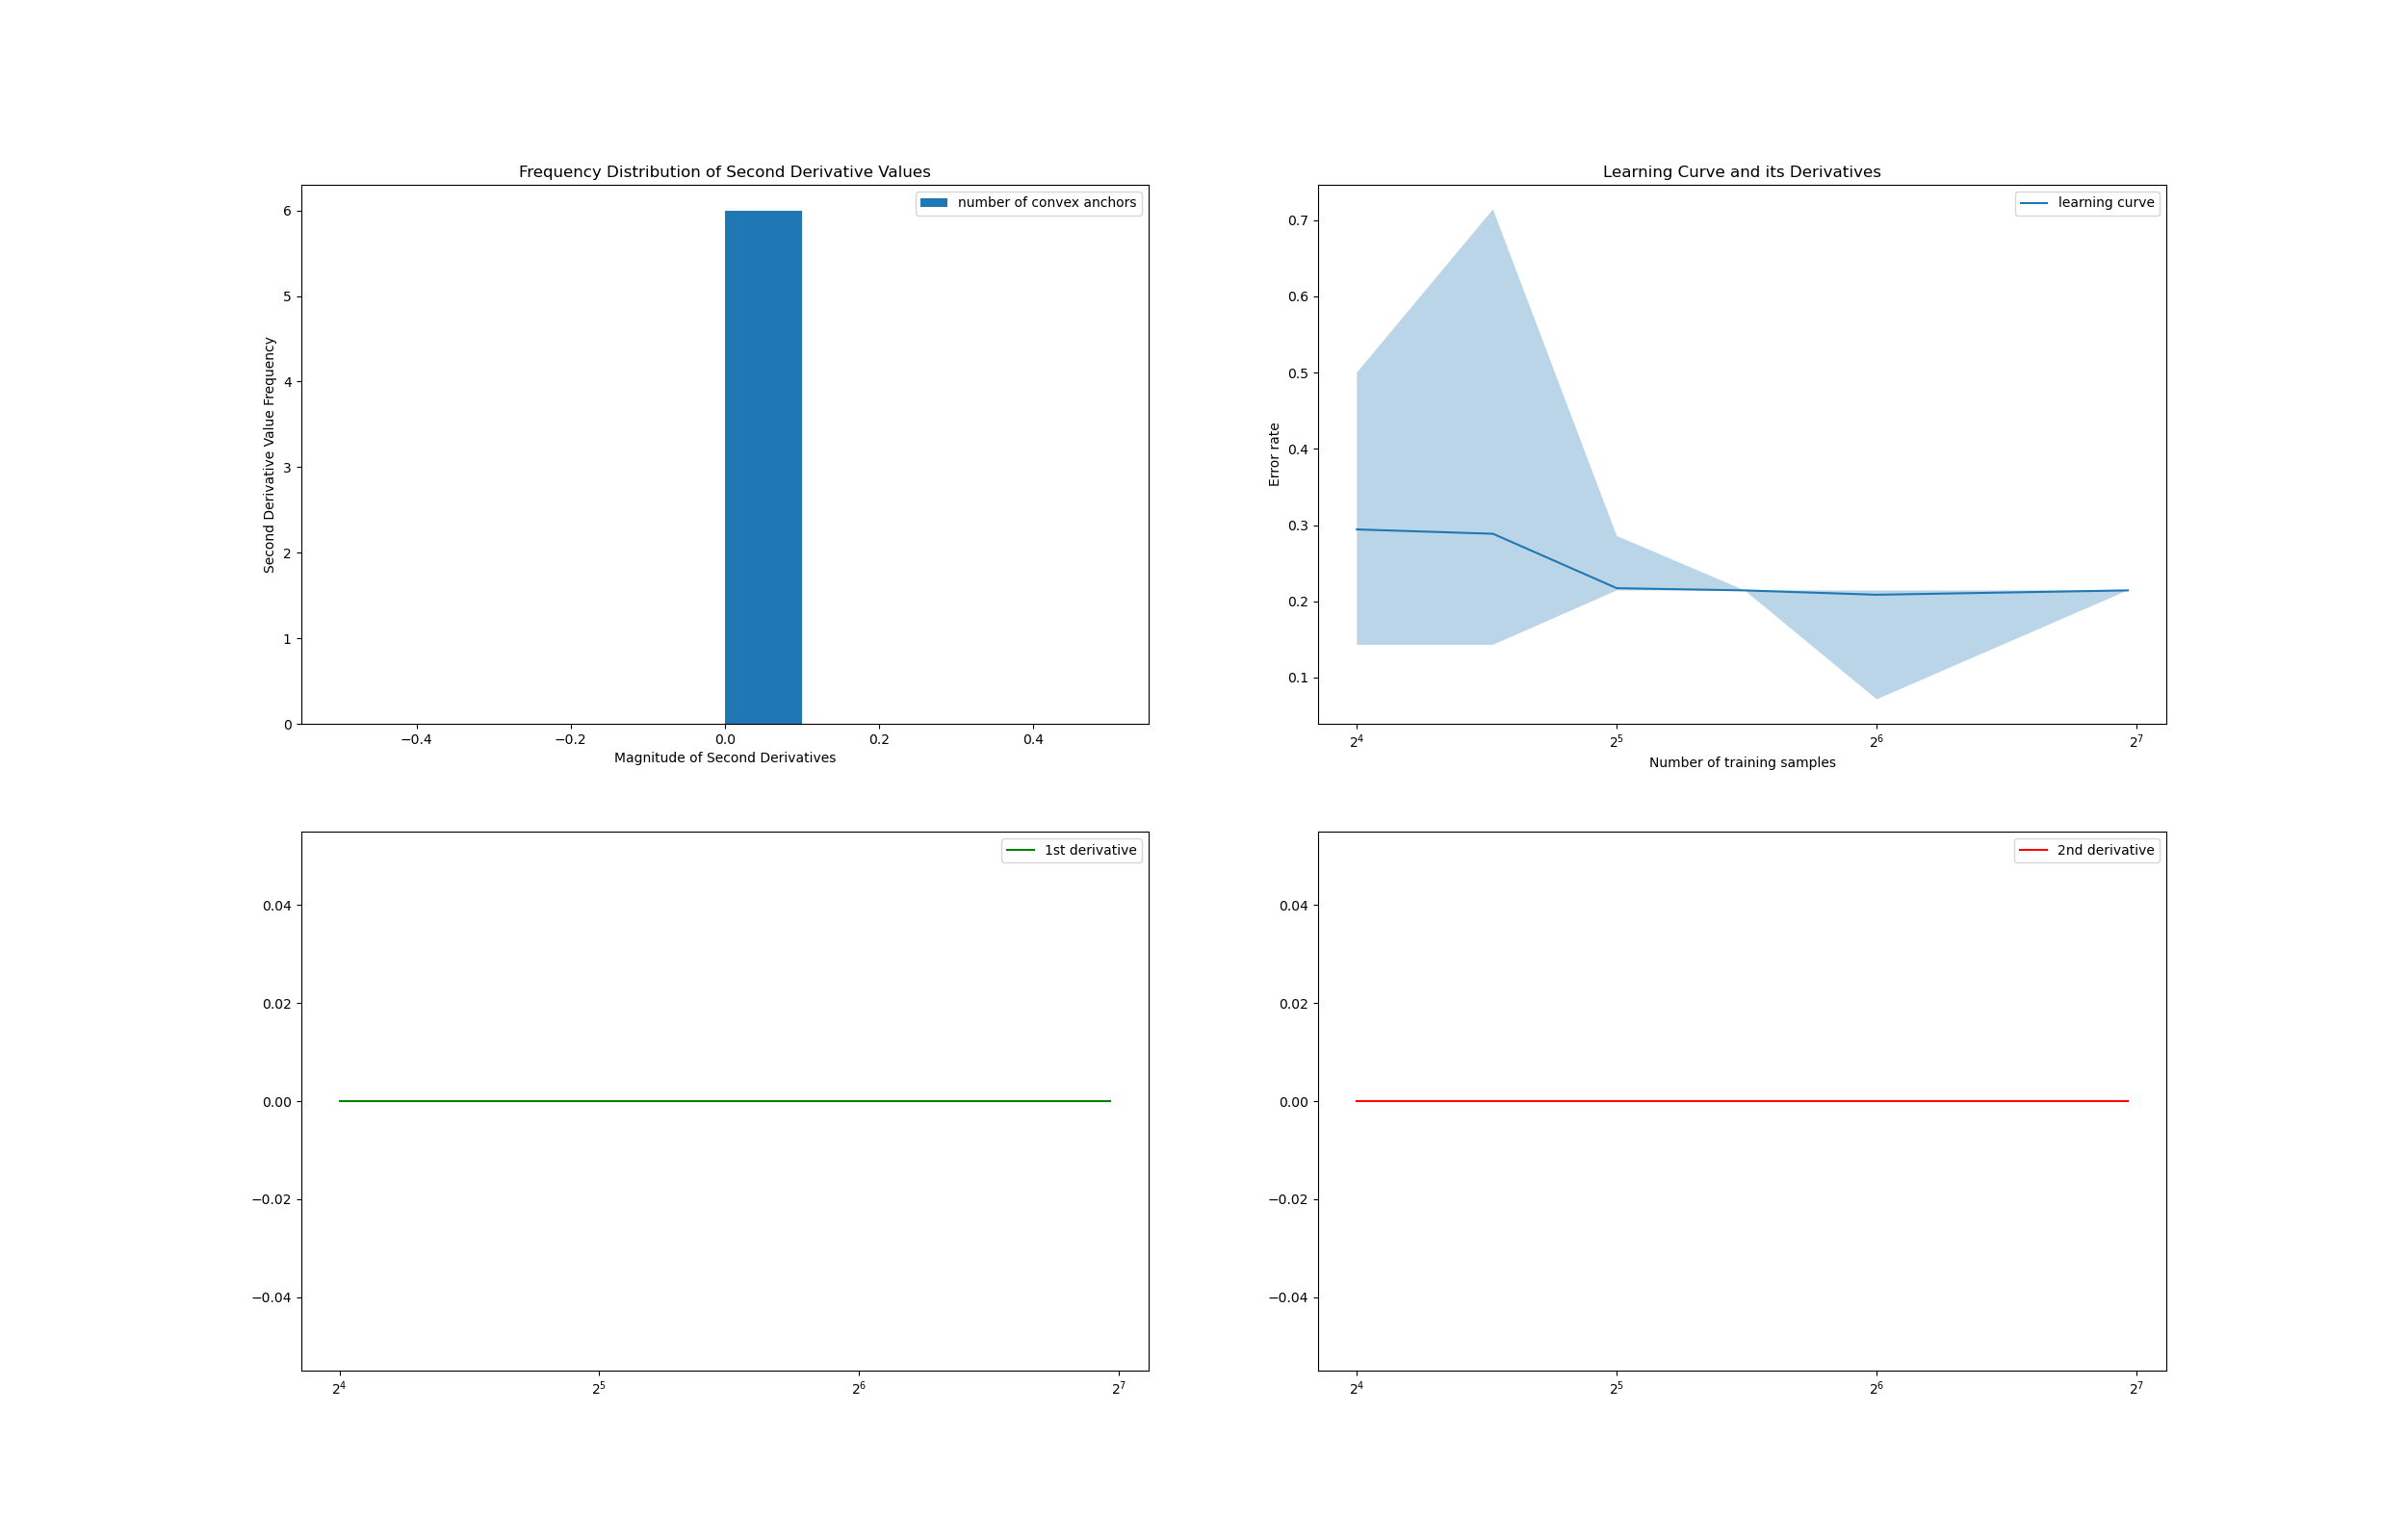 Frequency Distribution of Second Derivative Values
number of convex anchors
Second Derivative Value Frequency
6
5
4
3
2
1
0
−0.4 −0.2 0.0 0.2 0.4
Magnitude of Second Derivatives
Learning Curve and its Derivatives
learning curve
Error rate
0.7
0.6
0.5
0.4
0.3
0.2
0.1
2⁴ 2⁵ 2⁶ 2⁷
Number of training samples
1st derivative
0.04
0.02
0.00
−0.02
−0.04
2⁴ 2⁵ 2⁶ 2⁷
2nd derivative
0.04
0.02
0.00
−0.02
−0.04
2⁴ 2⁵ 2⁶ 2⁷